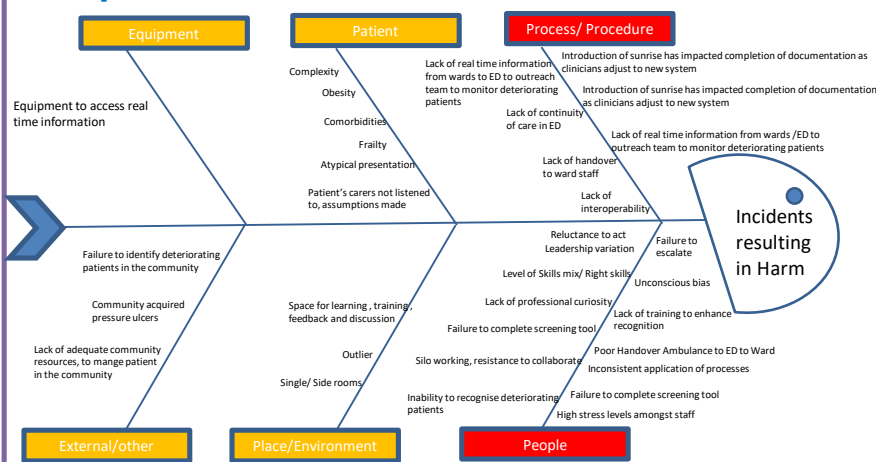 Equipment
Patient
Process/ Procedure
Equipment to access real
time information
Complexity
Obesity
Comorbidities
Frailty
Atypical presentation
Patient's carers not listened
to, assumptions made
Lack of real time information
from wards to ED to outreach
team to monitor deteriorating
patients
Lack of continuity
of care in ED
Lack of handover
to ward staff
Lack of
interoperability
Introduction of sunrise has impacted completion of documentation as
clinicians adjust to new system
Introduction of sunrise has impacted completion of documentation
as clinicians adjust to new system
Lack of real time information from wards /ED to
outreach team to monitor deteriorating patients
Incidents
resulting
in Harm
Failure to identify deteriorating
patients in the community
Community acquired
pressure ulcers
Lack of adequate community
resources, to mange patient
in the community
Space for learning , training ,
feedback and discussion
Outlier
Single/ Side rooms
Reluctance to act
Leadership variation
Level of Skills mix/ Right skills
Lack of professional curiosity
Failure to complete screening tool
Silo working, resistance to collaborate
Inability to recognise deteriorating
patients
Failure to
escalate
Unconscious bias
Lack of training to enhance
recognition
Poor Handover Ambulance to ED to Ward
Inconsistent application of processes
Failure to complete screening tool
High stress levels amongst staff
External/other
Place/Environment
People